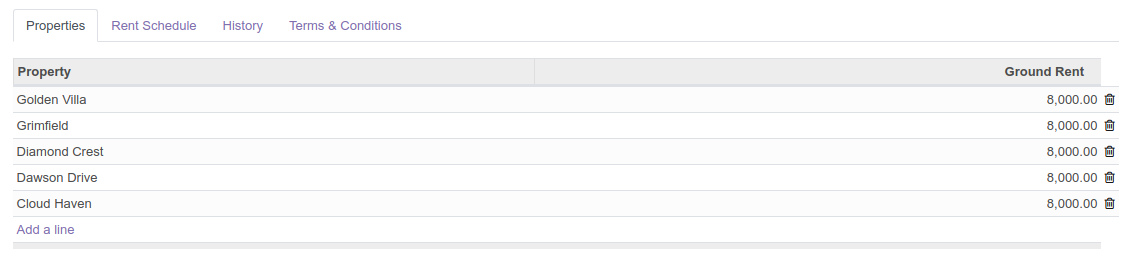 Properties Rent Schedule History Terms & Conditions
Property Ground Rent
Golden Villa 8,000.00
Grimfield 8,000.00
Diamond Crest 8,000.00
Dawson Drive 8,000.00
Cloud Haven 8,000.00
Add a line